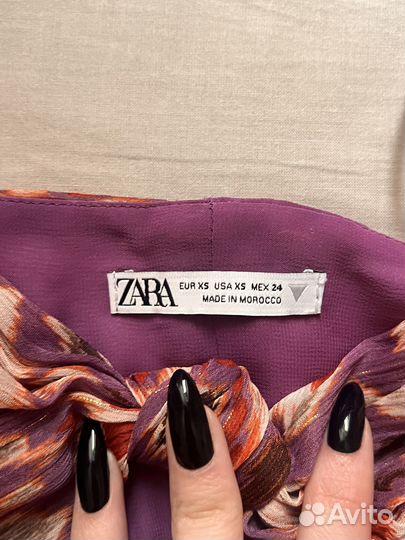 ZARA
EUR XS USA XS MEX 24
MADE IN MOROCCO
Avito